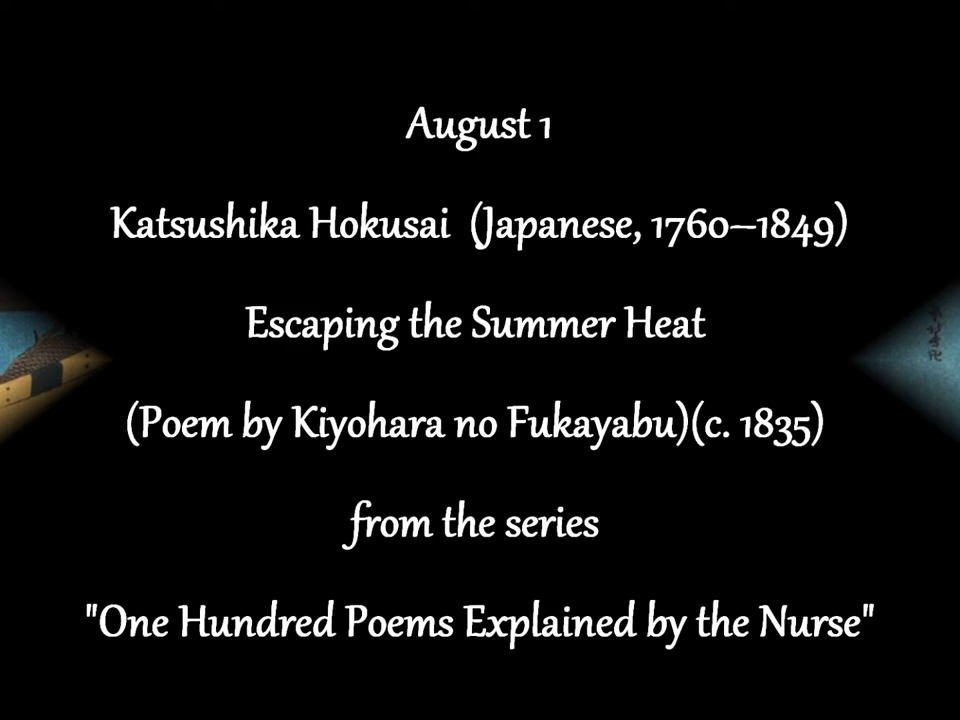 August 1
Katsushika Hokusai (Japanese, 1760–1849)
Escaping the Summer Heat
(Poem by Kiyohara no Fukayabu)(c. 1835)
from the series
"One Hundred Poems Explained by the Nurse"